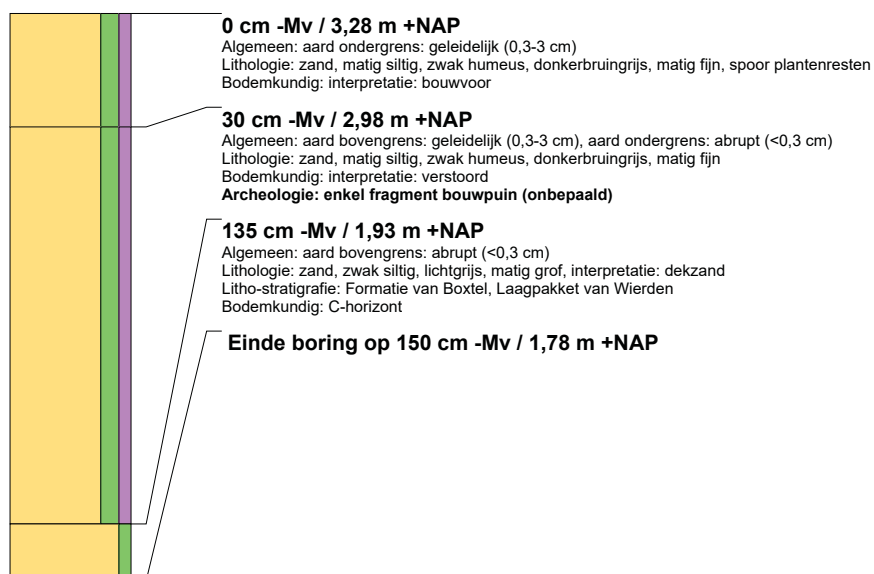 0 cm -Mv / 3,28 m +NAP
Algemeen: aard ondergrens: geleidelijk (0,3-3 cm)
Lithologie: zand, matig siltig, zwak humeus, donkerbruingrijs, matig fijn, spoor plantenresten
Bodemkundig: interpretatie: bouwvoor
30 cm -Mv / 2,98 m +NAP
Algemeen: aard bovengrens: geleidelijk (0,3-3 cm), aard ondergrens: abrupt (<0,3 cm)
Lithologie: zand, matig siltig, zwak humeus, donkerbruingrijs, matig fijn
Bodemkundig: interpretatie: verstoord
Archeologie: enkel fragment bouwpuin (onbepaald)
135 cm -Mv / 1,93 m +NAP
Algemeen: aard bovengrens: abrupt (<0,3 cm)
Lithologie: zand, zwak siltig, lichtgrijs, matig grof, interpretatie: dekzand
Litho-stratigrafie: Formatie van Boxtel, Laagpakket van Wierden
Bodemkundig: C-horizont
Einde boring op 150 cm -Mv / 1,78 m +NAP